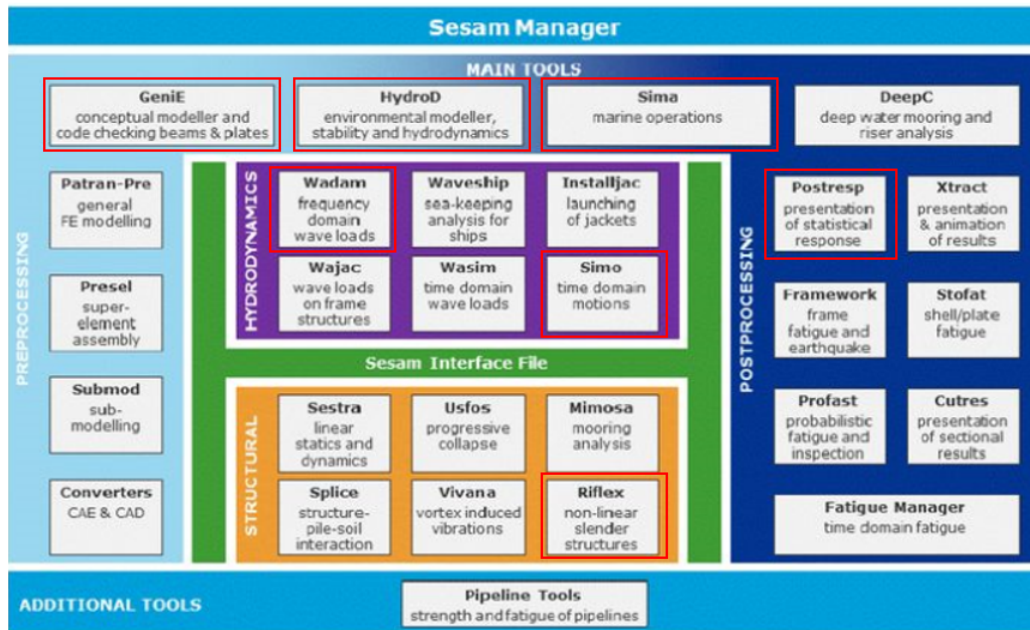 Sesam Manager
MAIN TOOLS
GeniE
conceptual modeller and
code checking beams & plates
HydroD
environmental modeller,
stability and hydrodynamics
Sima
marine operations
DeepC
deep water mooring and
riser analysis
PREPROCESSING
Patran-Pre
general
FE modelling
Presel
super-
element
assembly
Submod
sub-
modelling
Converters
CAE & CAD
HYDRODYNAMICS
Wadam
frequency
domain
wave loads
Waveship
sea-keeping
analysis for
ships
Installjac
launching
of jackets
Wajac
wave loads
on frame
structures
Wasim
time domain
wave loads
Simo
time domain
motions
Sesam Interface File
STRUCTURAL
Sestra
linear
statics and
dynamics
Usfos
progressive
collapse
Mimosa
mooring
analysis
Splice
structure-
pile-soil
interaction
Vivana
vortex induced
vibrations
Riflex
non-linear
slender
structures
POSTPROCESSING
Postresp
presentation
of statistical
response
Xtract
presentation
& animation
of results
Framework
frame
fatigue and
earthquake
Stofat
shell/plate
fatigue
Profast
probabilistic
fatigue and
inspection
Cutres
presentation
of sectional
results
Fatigue Manager
time domain fatigue
ADDITIONAL TOOLS
Pipeline Tools
strength and fatigue of pipelines